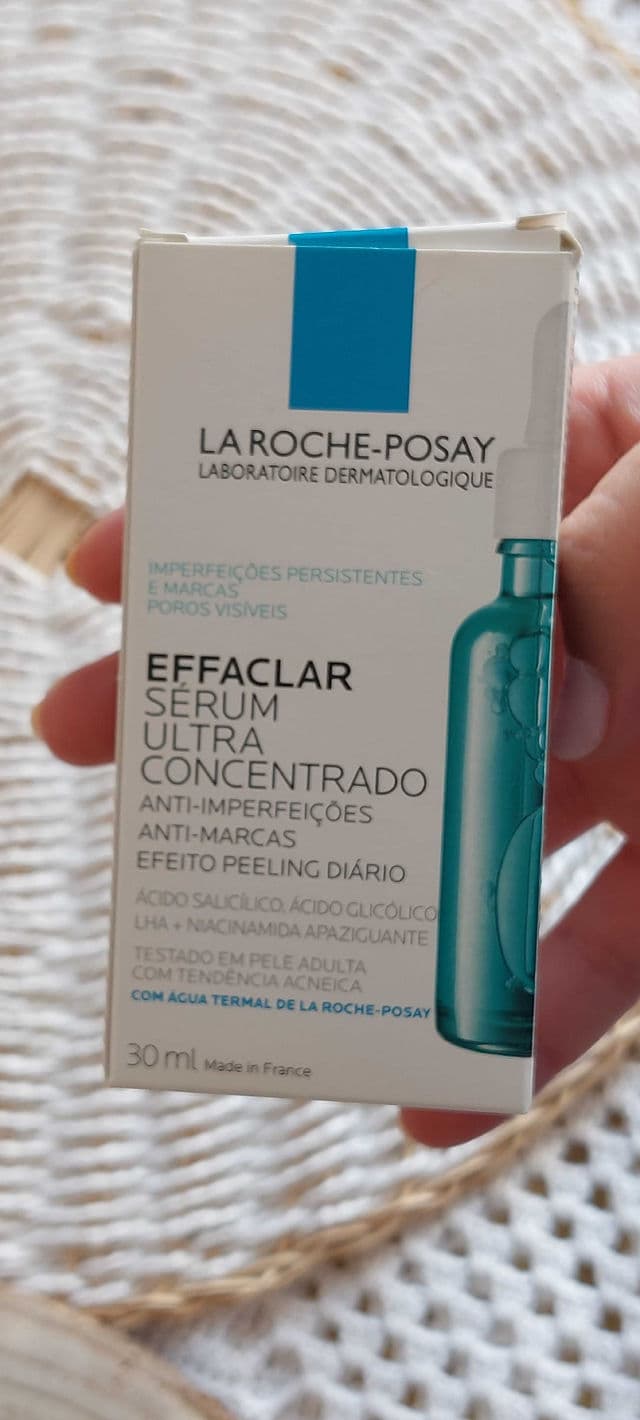 LA ROCHE-POSAY
LABORATOIRE DERMATOLOGIQUE
IMPERFEIÇÕES PERSISTENTES
E MARCAS
POROS VISÍVEIS
EFFACLAR
SÉRUM
ULTRA
CONCENTRADO
ANTI-IMPERFEIÇÕES
ANTI-MARCAS
EFEITO PEELING DIÁRIO
ÁCIDO SALICÍLICO, ÁCIDO GLICÓLICO
LHA + NIACINAMIDA APAZIGUANTE
TESTADO EM PELE ADULTA
COM TENDÊNCIA ACNEICA
COM ÁGUA TERMAL DE LA ROCHE-POSAY
30 ml Made in France